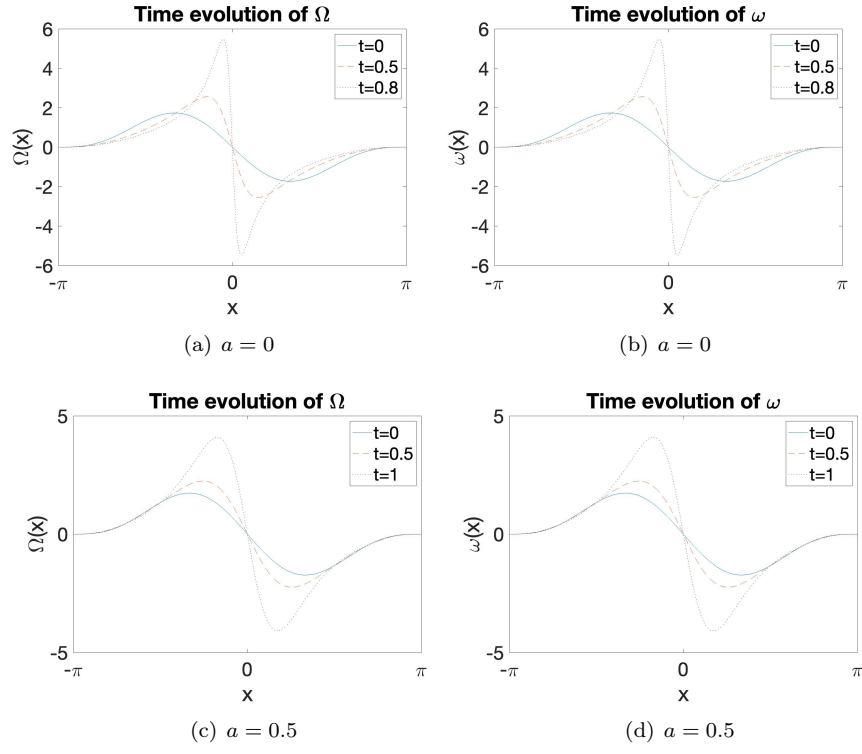 Time evolution of Ω
Ω(x)
6
4
2
0
-2
-4
-6
-π
0
π
x
t=0
t=0.5
t=0.8
(a) a = 0
Time evolution of ω
ω(x)
6
4
2
0
-2
-4
-6
-π
0
π
x
t=0
t=0.5
t=0.8
(b) a = 0
Time evolution of Ω
Ω(x)
5
0
-5
-π
0
π
x
t=0
t=0.5
t=1
(c) a = 0.5
Time evolution of ω
ω(x)
5
0
-5
-π
0
π
x
t=0
t=0.5
t=1
(d) a = 0.5